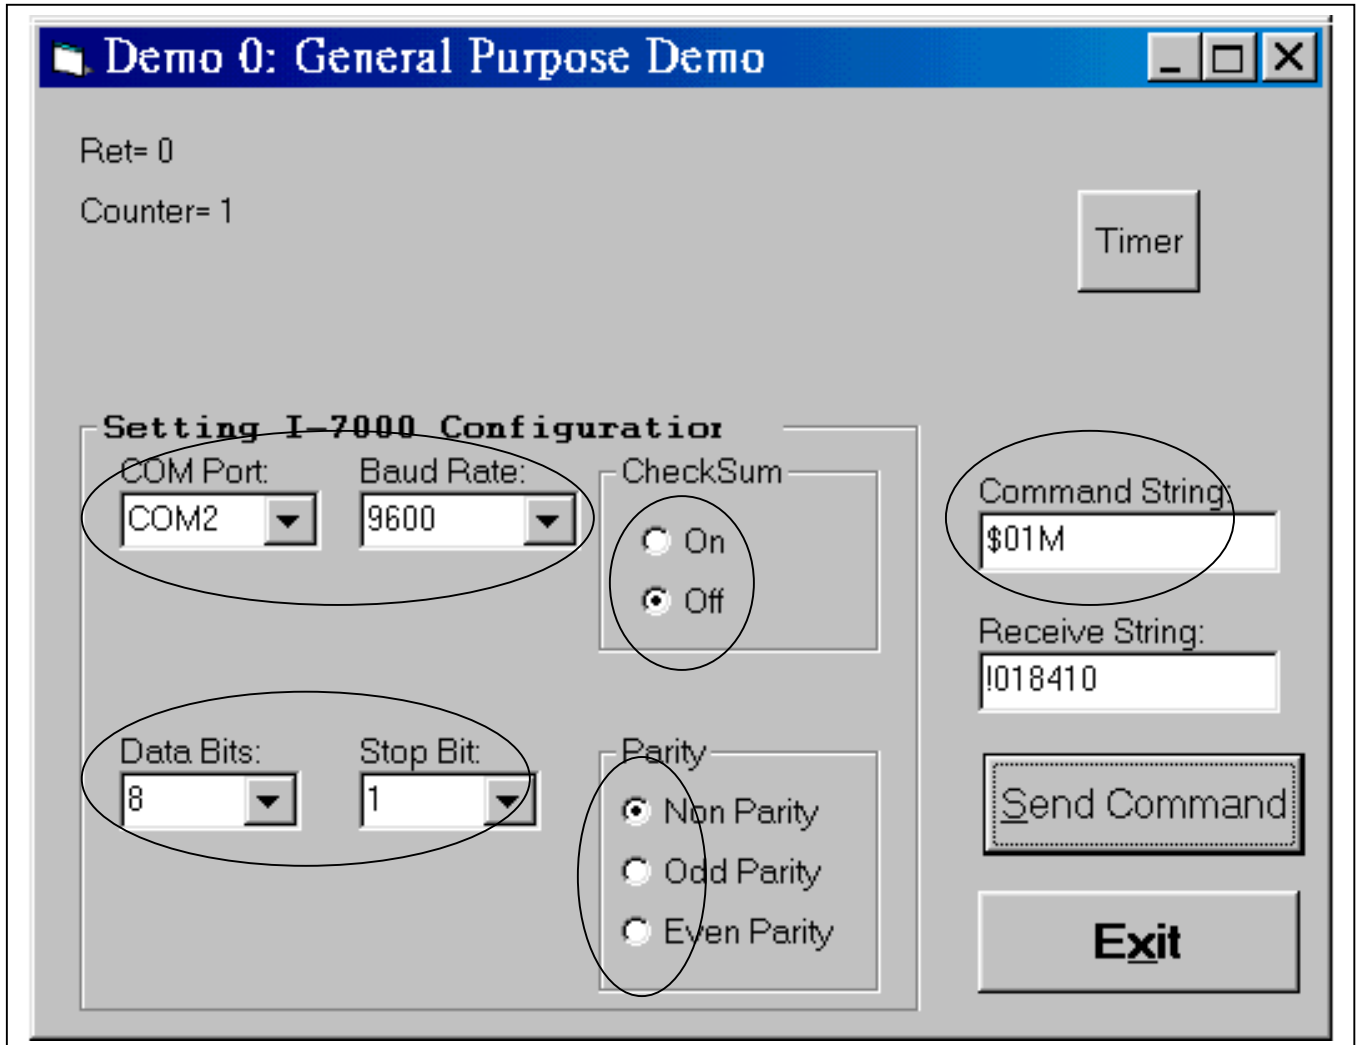 Demo 0: General Purpose Demo
Ret= 0
Counter= 1
Timer
Setting I-7000 Configuration
COM Port:
Baud Rate:
COM2
9600
CheckSum
On
Off
Command String:
$01M
Receive String:
!018410
Data Bits:
Stop Bit:
8
1
Parity
Non Parity
Odd Parity
Even Parity
Send Command
Exit